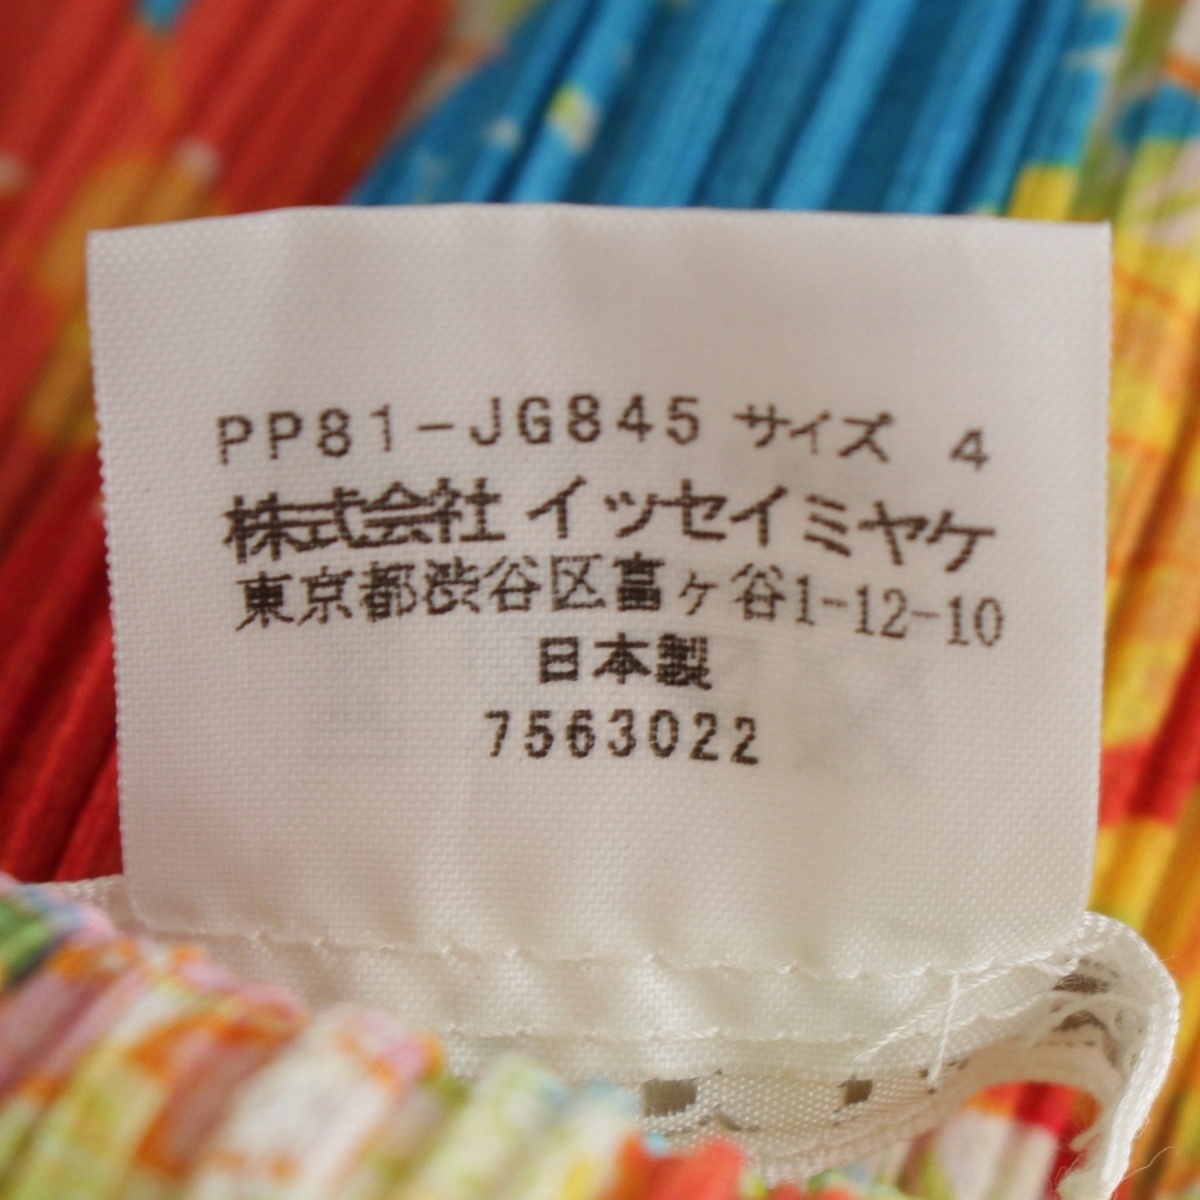 PP81-JG845 サイズ 4
株式会社 イッセイミヤケ
東京都渋谷区富ヶ谷1-12-10
日本製
7563022